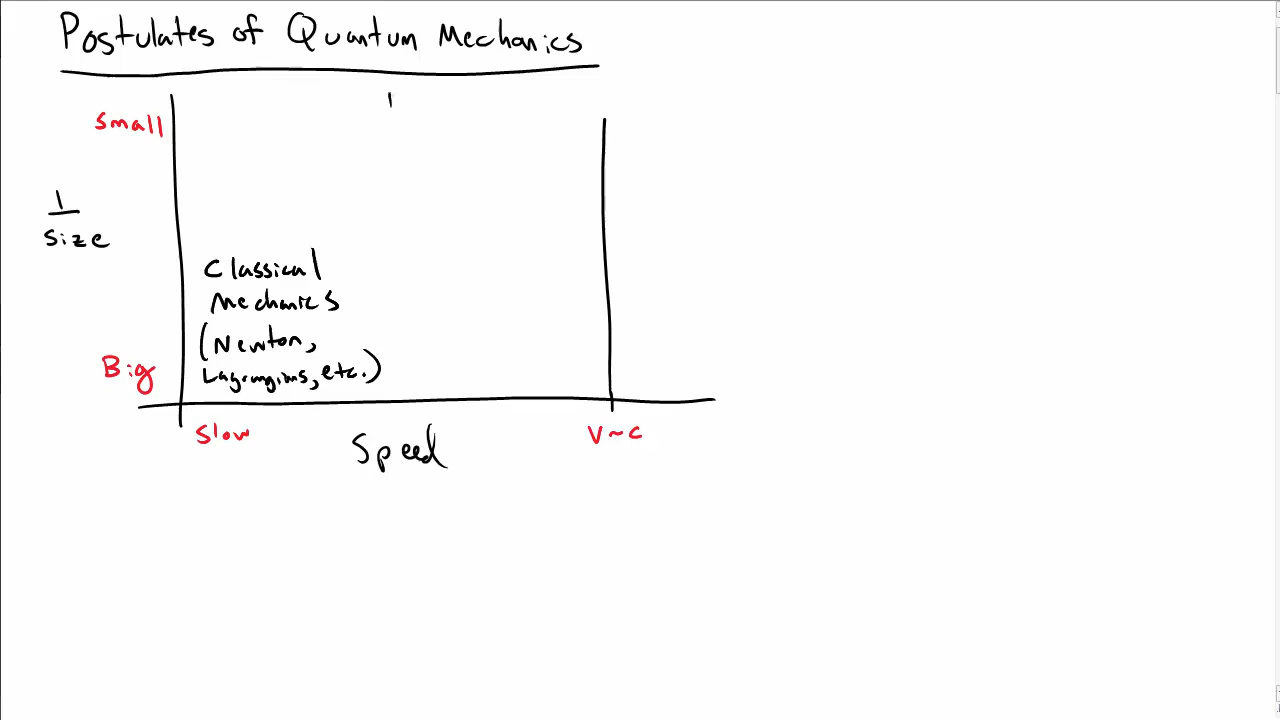 Postulates of Quantum Mechanics
small
1
size
Classical
Mechanics
(Newton,
Lagrangians, etc.)
Big
Slow
Speed
V~c